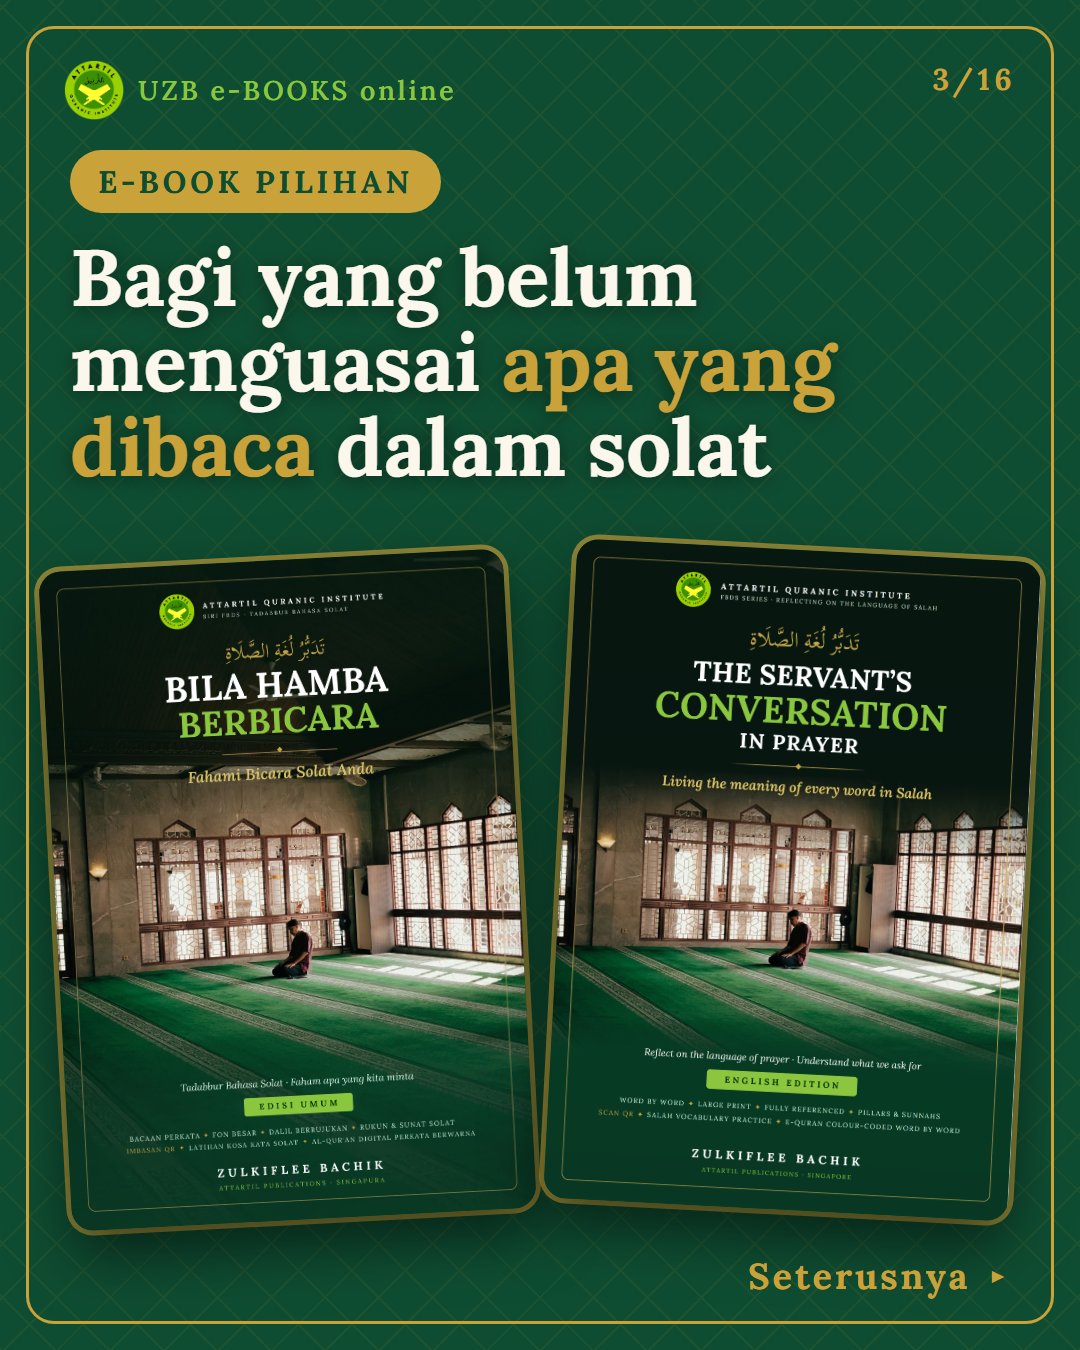 UZB e-BOOKS online
3/16
E-BOOK PILIHAN
Bagi yang belum
menguasai apa yang
dibaca dalam solat
ATTARTIL QURANIC INSTITUTE
SIRI FBDS · TADABBUR BAHASA SOLAT
تَدَبُّرُ لُغَةِ الصَّلَاةِ
BILA HAMBA
BERBICARA
Fahami Bicara Solat Anda
Tadabbur Bahasa Solat · Faham apa yang kita minta
EDISI UMUM
BACAAN PERKATA ✦ FON BESAR ✦ DALIL BERRUJUKAN ✦ RUKUN & SUNAT SOLAT
IMBASAN QR ✦ LATIHAN KOSA KATA SOLAT ✦ AL-QUR'AN DIGITAL PERKATA BERWARNA
ZULKIFLEE BACHIK
ATTARTIL PUBLICATIONS · SINGAPURA
ATTARTIL QURANIC INSTITUTE
FBDS SERIES · REFLECTING ON THE LANGUAGE OF SALAH
تَدَبُّرُ لُغَةِ الصَّلَاةِ
THE SERVANT'S
CONVERSATION
IN PRAYER
Living the meaning of every word in Salah
Reflect on the language of prayer · Understand what we ask for
ENGLISH EDITION
WORD BY WORD ✦ LARGE PRINT ✦ FULLY REFERENCED ✦ PILLARS & SUNNAHS
SCAN QR ✦ SALAH VOCABULARY PRACTICE ✦ E-QURAN COLOUR-CODED WORD BY WORD
ZULKIFLEE BACHIK
ATTARTIL PUBLICATIONS · SINGAPORE
Seterusnya ▸